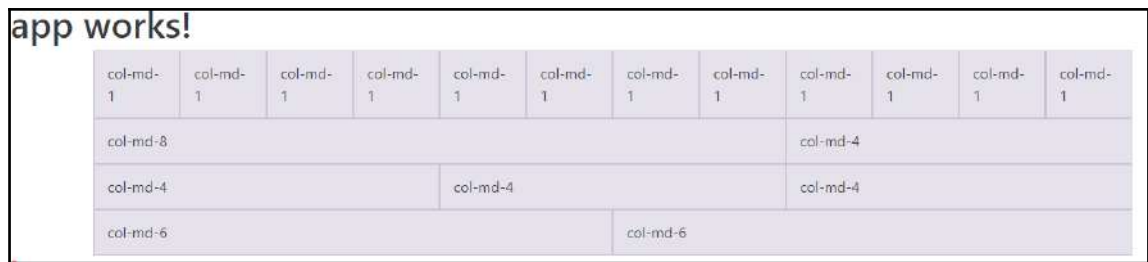 app works!
col-md- col-md- col-md- col-md- col-md- col-md- col-md- col-md- col-md- col-md- col-md- col-md-
1 1 1 1 1 1 1 1 1 1 1 1
col-md-8 col-md-4
col-md-4 col-md-4 col-md-4
col-md-6 col-md-6